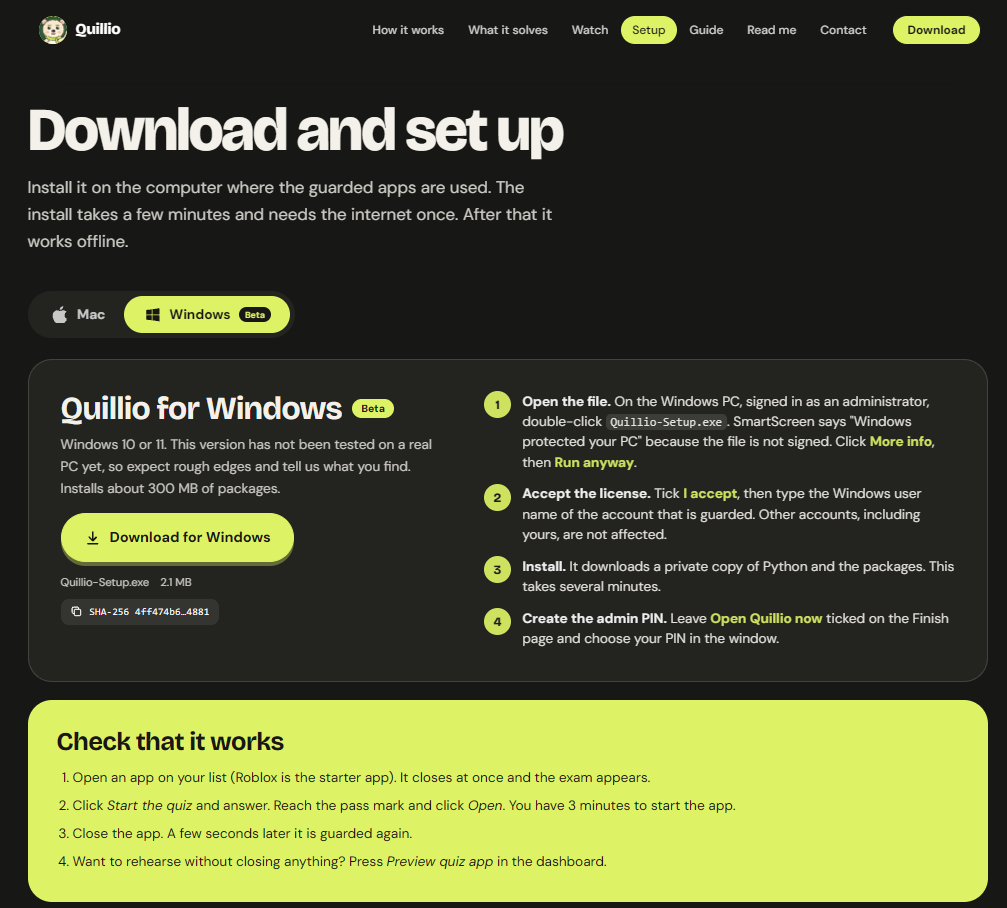 Quillio
How it works
What it solves
Watch
Setup
Guide
Read me
Contact
Download
Download and set up
Install it on the computer where the guarded apps are used. The
install takes a few minutes and needs the internet once. After that it
works offline.
Mac
Windows Beta
Quillio for Windows Beta
Windows 10 or 11. This version has not been tested on a real
PC yet, so expect rough edges and tell us what you find.
Installs about 300 MB of packages.
Download for Windows
Quillio-Setup.exe 2.1 MB
SHA-256 4ff474b6…4881
1 Open the file. On the Windows PC, signed in as an administrator,
double-click Quillio-Setup.exe. SmartScreen says "Windows
protected your PC" because the file is not signed. Click More info,
then Run anyway.
2 Accept the license. Tick I accept, then type the Windows user
name of the account that is guarded. Other accounts, including
yours, are not affected.
3 Install. It downloads a private copy of Python and the packages. This
takes several minutes.
4 Create the admin PIN. Leave Open Quillio now ticked on the Finish
page and choose your PIN in the window.
Check that it works
1. Open an app on your list (Roblox is the starter app). It closes at once and the exam appears.
2. Click Start the quiz and answer. Reach the pass mark and click Open. You have 3 minutes to start the app.
3. Close the app. A few seconds later it is guarded again.
4. Want to rehearse without closing anything? Press Preview quiz app in the dashboard.